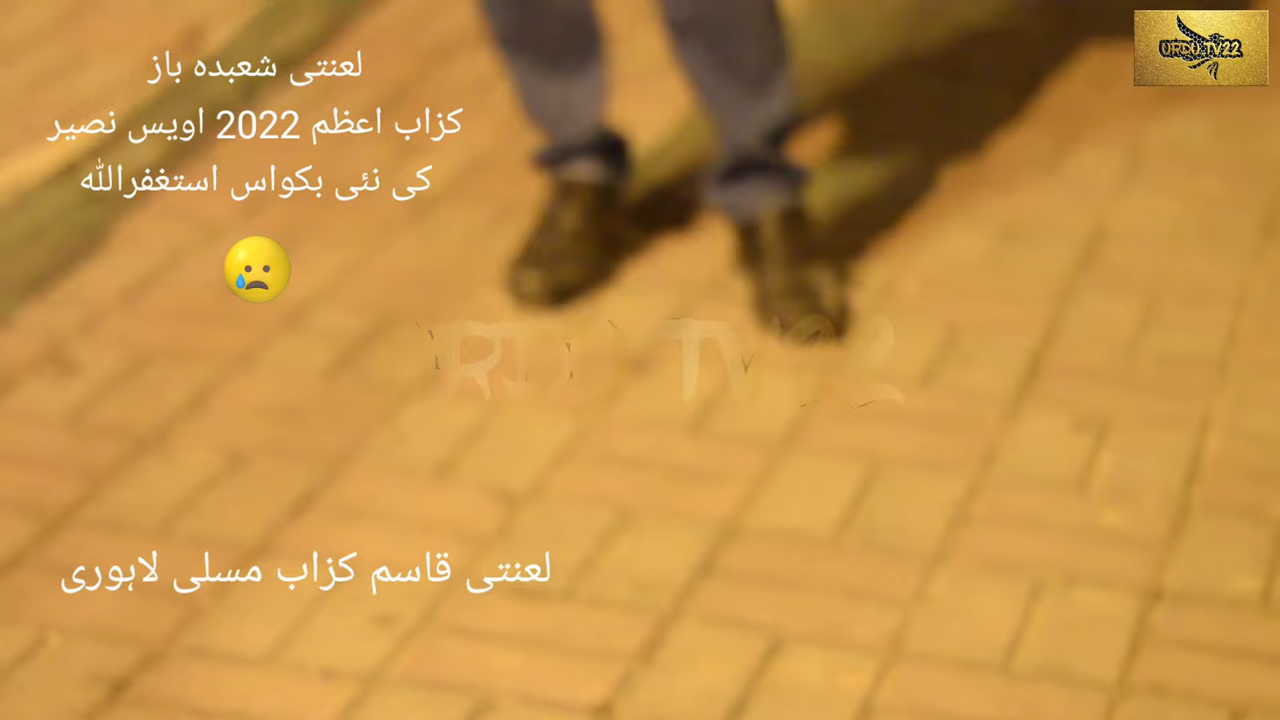 لعنتی شعبدہ باز
کزاب اعظم 2022 اویس نصیر
کی نئی بکواس استغفراللہ
URDU TV22
لعنتی قاسم کزاب مسلی لاہوری